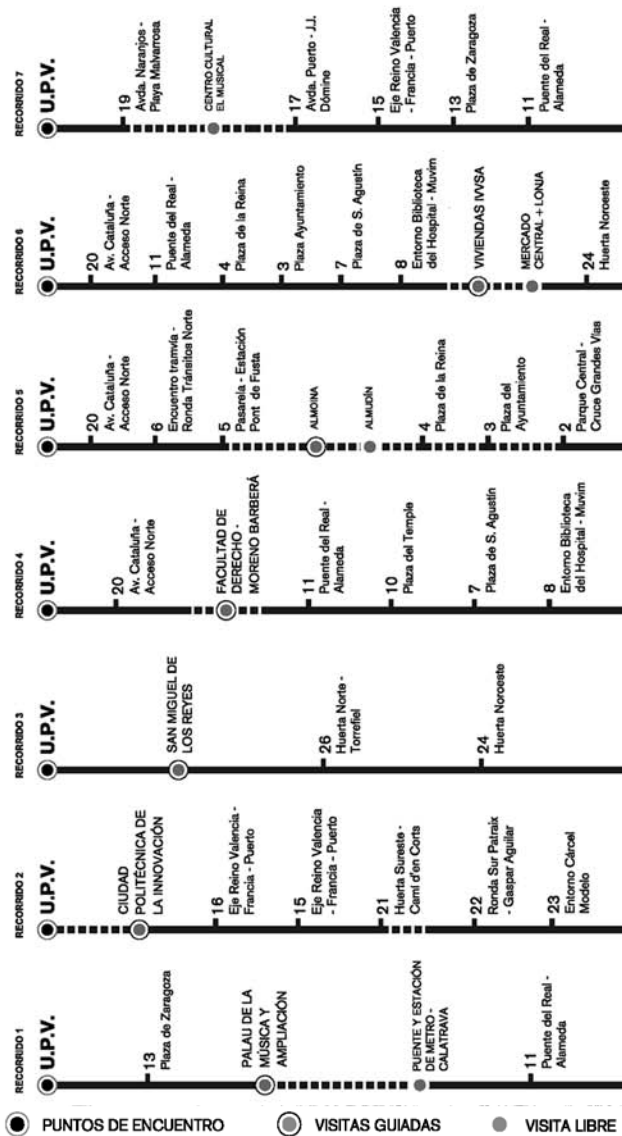 RECORRIDO 7
U.P.V.
19
Avda. Naranjos -
Playa Malvarrosa
CENTRO CULTURAL
EL MUSICAL
17
Avda. Puerto - J.J.
Dómine
15
Eje Reino Valencia
- Francia - Puerto
13
Plaza de Zaragoza
11
Puente del Real -
Alameda
RECORRIDO 6
U.P.V.
20
Av. Cataluña -
Acceso Norte
11
Puente del Real -
Alameda
4
Plaza de la Reina
3
Plaza Ayuntamiento
7
Plaza de S. Agustín
8
Entorno Biblioteca
del Hospital - Muvim
VIVIENDAS IVVSA
MERCADO
CENTRAL + LONJA
24
Huerta Noroeste
RECORRIDO 5
U.P.V.
20
Av. Cataluña -
Acceso Norte
6
Encuentro tramvía -
Ronda Tránsitos Norte
5
Pasarela - Estación
Pont de Fusta
ALMOINA
ALMUDÍN
4
Plaza de la Reina
3
Plaza del
Ayuntamiento
2
Parque Central -
Cruce Grandes Vías
RECORRIDO 4
U.P.V.
20
Av. Cataluña -
Acceso Norte
FACULTAD DE
DERECHO -
MORENO BARBERÁ
11
Puente del Real -
Alameda
10
Plaza del Temple
7
Plaza de S. Agustín
8
Entorno Biblioteca
del Hospital - Muvim
RECORRIDO 3
U.P.V.
SAN MIGUEL DE
LOS REYES
26
Huerta Norte -
Torrefiel
24
Huerta Noroeste
RECORRIDO 2
U.P.V.
CIUDAD
POLITÉCNICA DE
LA INNOVACIÓN
16
Eje Reino Valencia -
Francia - Puerto
15
Eje Reino Valencia
- Francia - Puerto
21
Huerta Sureste -
Camí d'en Corts
22
Ronda Sur Patraix
- Gaspar Aguilar
23
Entorno Cárcel
Modelo
RECORRIDO 1
U.P.V.
13
Plaza de Zaragoza
PALAU DE LA
MÚSICA Y
AMPLIACIÓN
PUENTE Y ESTACIÓN
DE METRO -
CALATRAVA
11
Puente del Real -
Alameda
PUNTOS DE ENCUENTRO
VISITAS GUIADAS
VISITA LIBRE